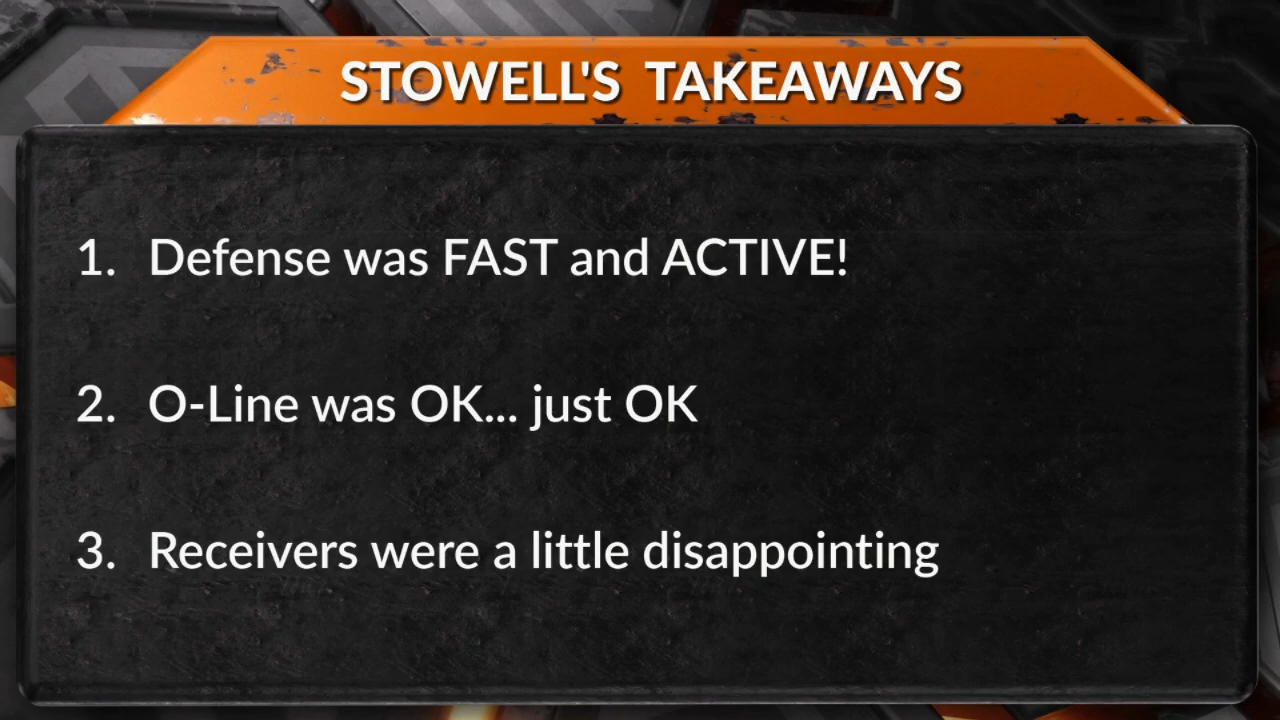 STOWELL'S TAKEAWAYS
1. Defense was FAST and ACTIVE!
2. O-Line was OK... just OK
3. Receivers were a little disappointing